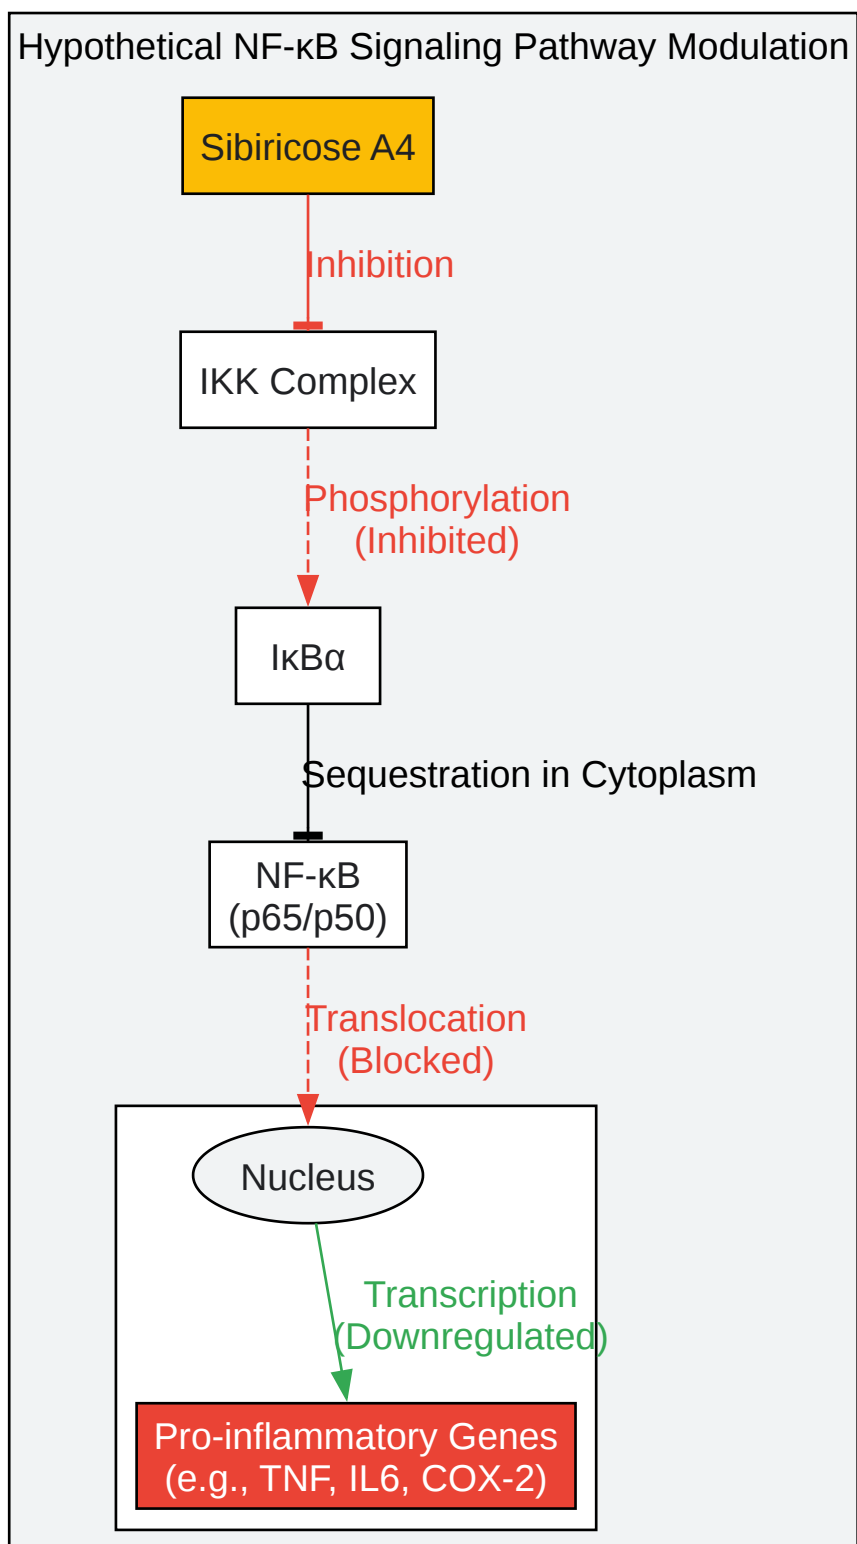 Hypothetical NF-κB Signaling Pathway Modulation
Sibiricose A4
Inhibition
IKK Complex
Phosphorylation
(Inhibited)
IκBα
Sequestration in Cytoplasm
NF-κB
(p65/p50)
Translocation
(Blocked)
Nucleus
Transcription
(Downregulated)
Pro-inflammatory Genes
(e.g., TNF, IL6, COX-2)